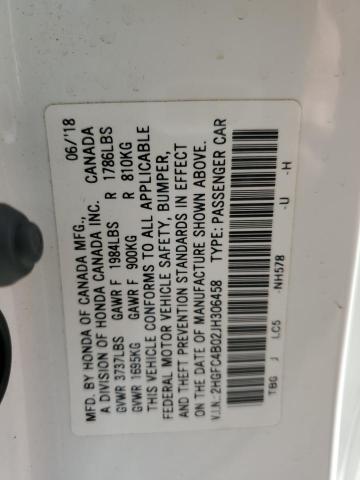 MFD. BY HONDA OF CANADA MFG., 06/'18
A DIVISION OF HONDA CANADA INC. CANADA
GVWR 3737LBS GAWR F 1984LBS R 1786LBS
GVWR 1695KG GAWR F 900KG R 810KG
THIS VEHICLE CONFORMS TO ALL APPLICABLE
FEDERAL MOTOR VEHICLE SAFETY, BUMPER,
AND THEFT PREVENTION STANDARDS IN EFFECT
ON THE DATE OF MANUFACTURE SHOWN ABOVE.
V.I.N.: 2HGFC4B02JH306458 TYPE: PASSENGER CAR
TBG J LC5 -NH578 -U -H